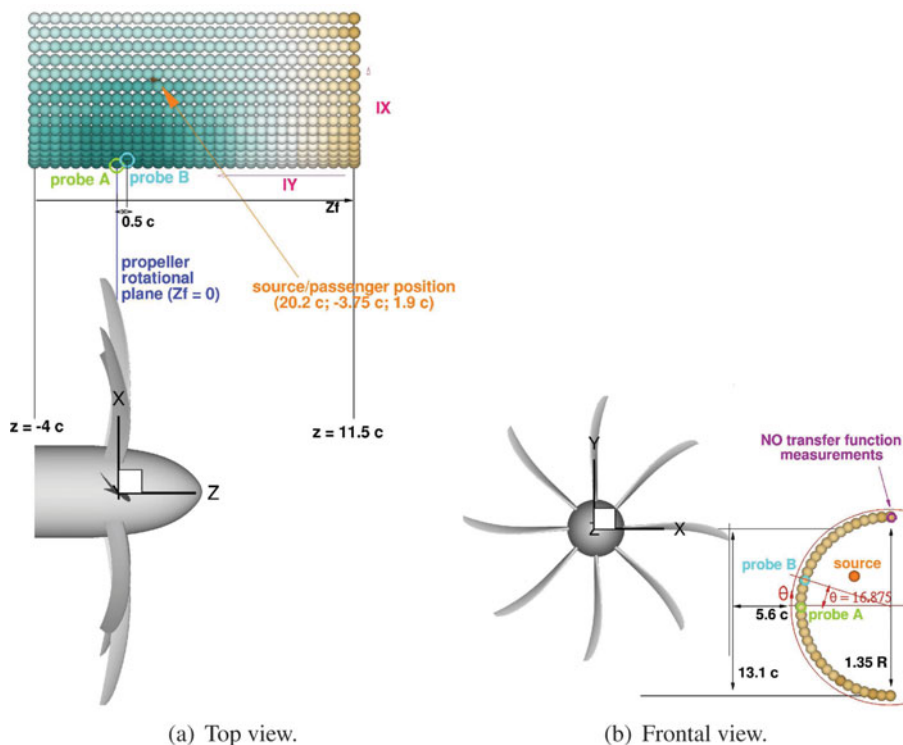 IX
probe A
probe B
IY
Zf
0.5 c
propeller
rotational
plane (Zf = 0)
source/passenger position
(20.2 c; -3.75 c; 1.9 c)
X
z = -4 c
z = 11.5 c
Z
(a) Top view.
NO transfer function
measurements
Y
Z
X
probe B
source
θ
θ = 16.875
5.6 c
probe A
1.35 R
13.1 c
(b) Frontal view.